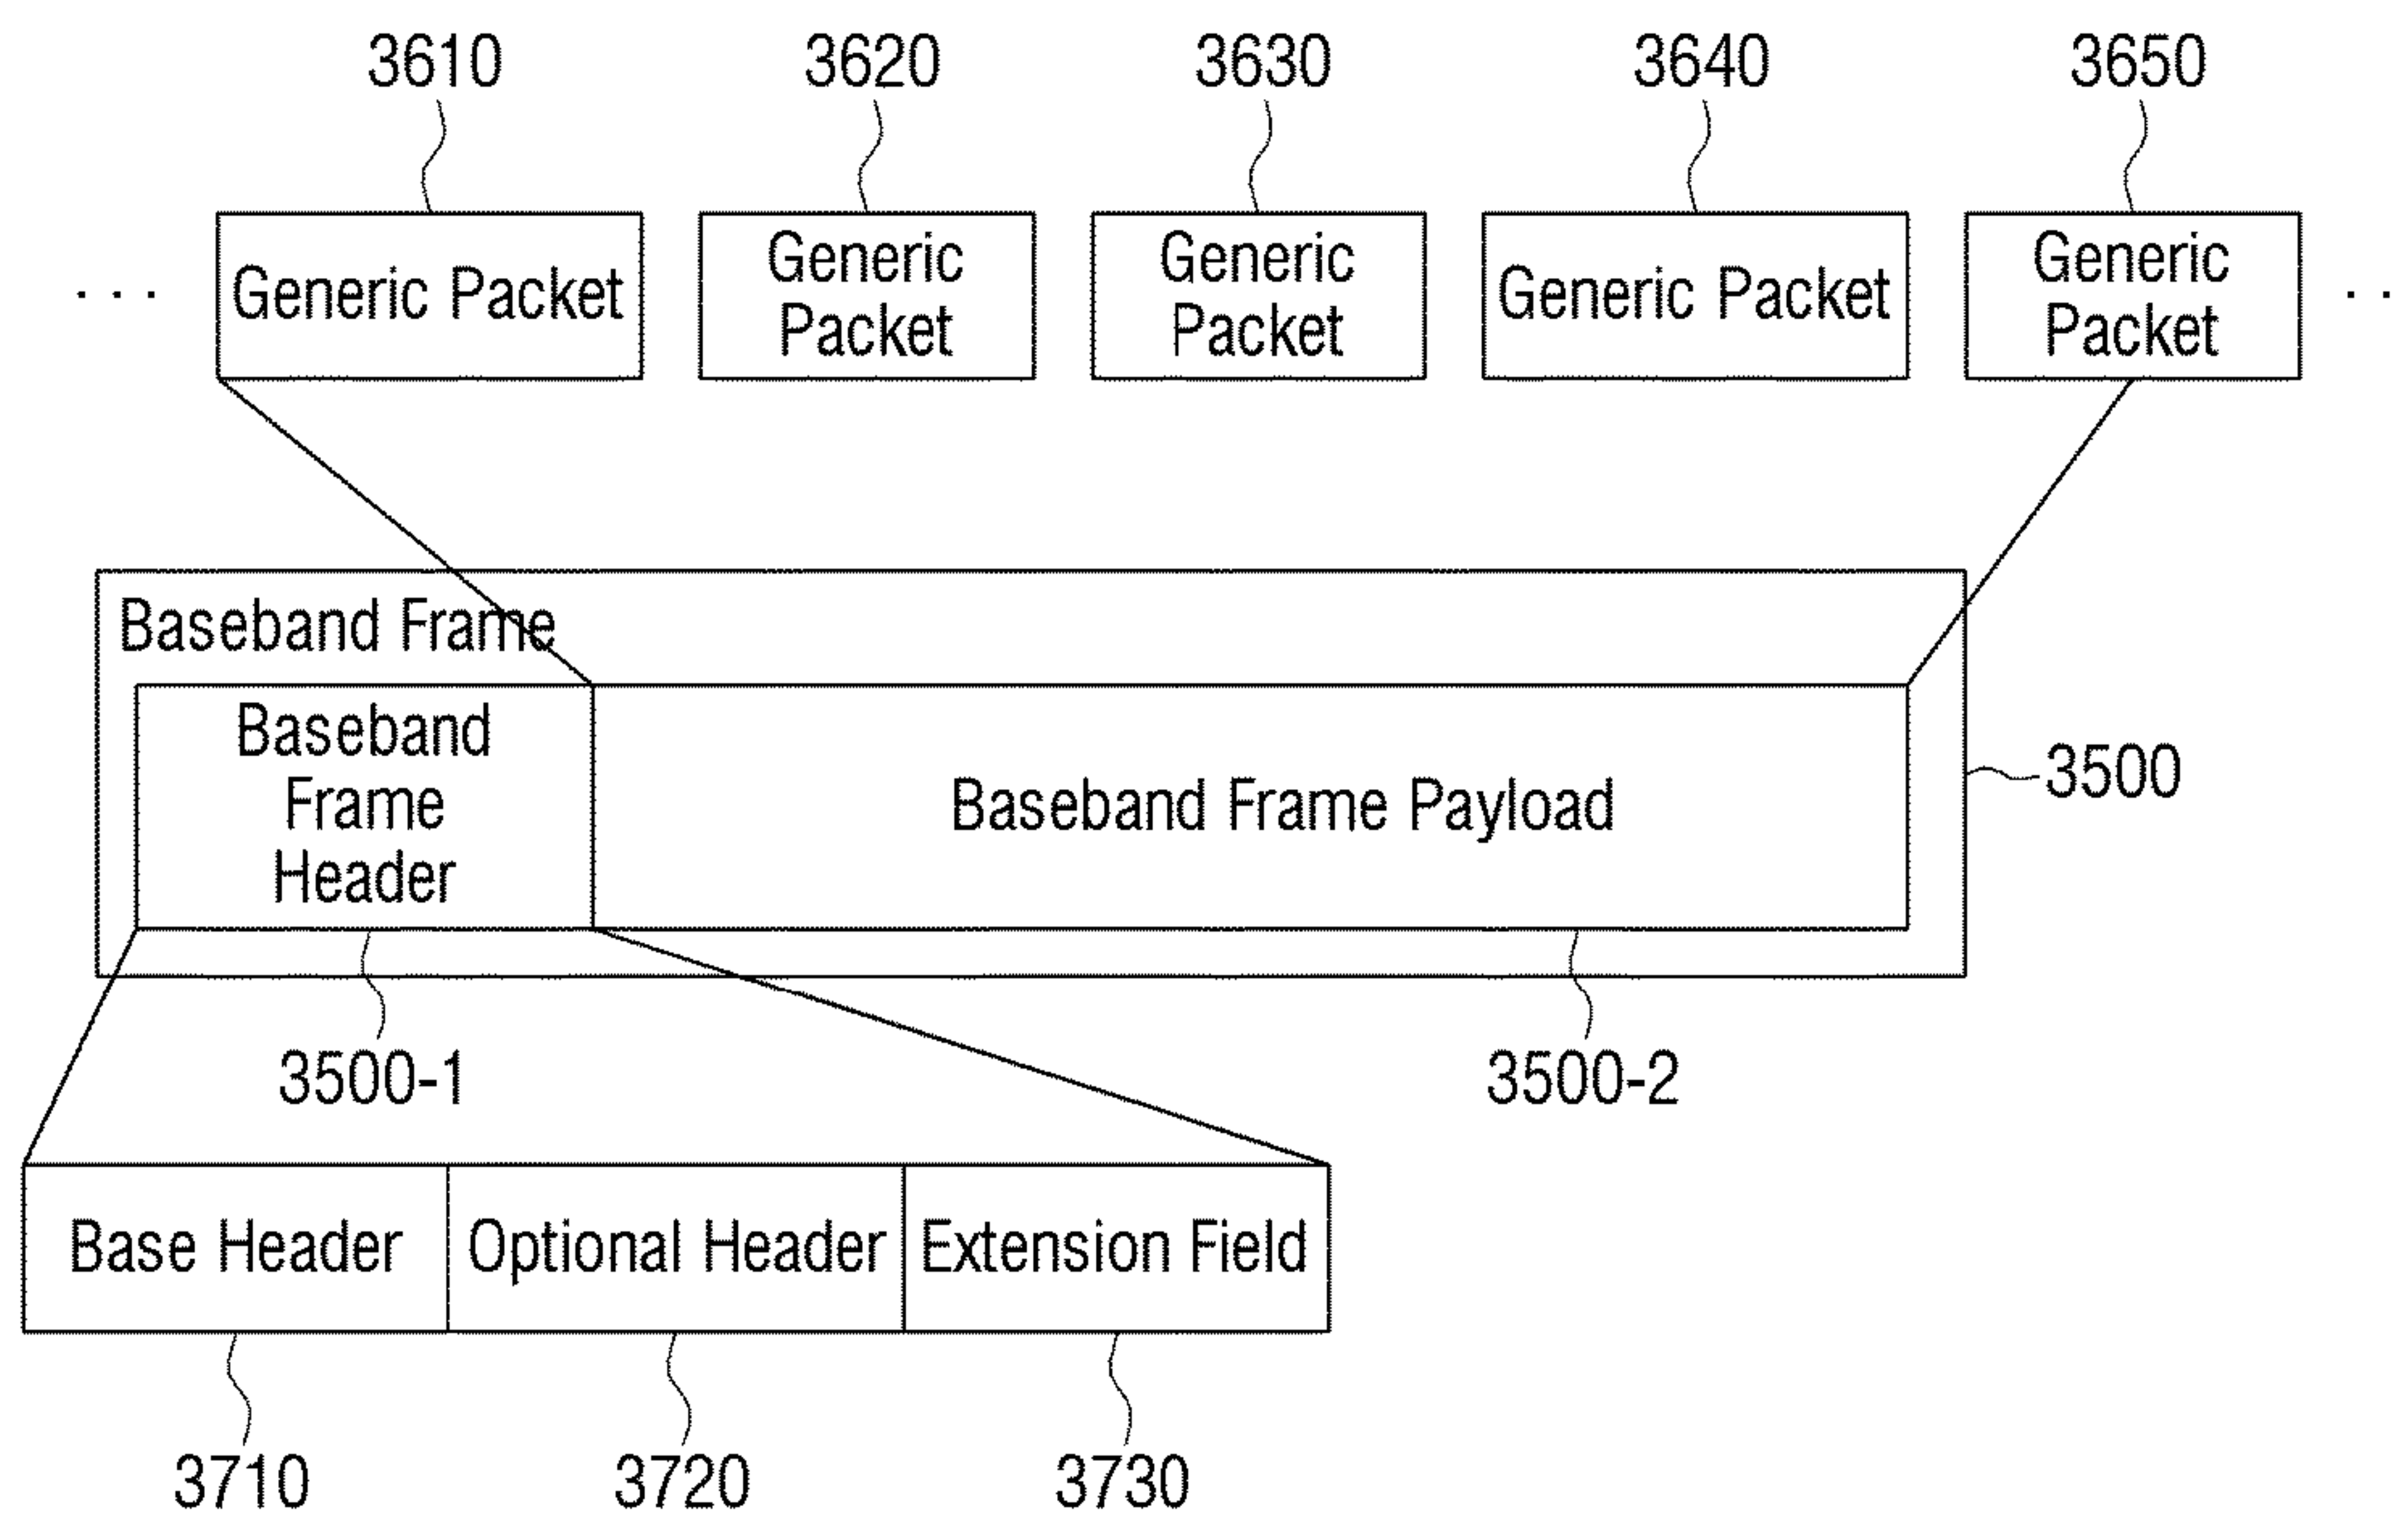 3610 3620 3630 3640 3650
. . . Generic Packet Generic Packet Generic Packet Generic Packet Generic Packet . .
Baseband Frame
Baseband
Frame
Header
Baseband Frame Payload
3500
3500-1 3500-2
Base Header Optional Header Extension Field
3710 3720 3730